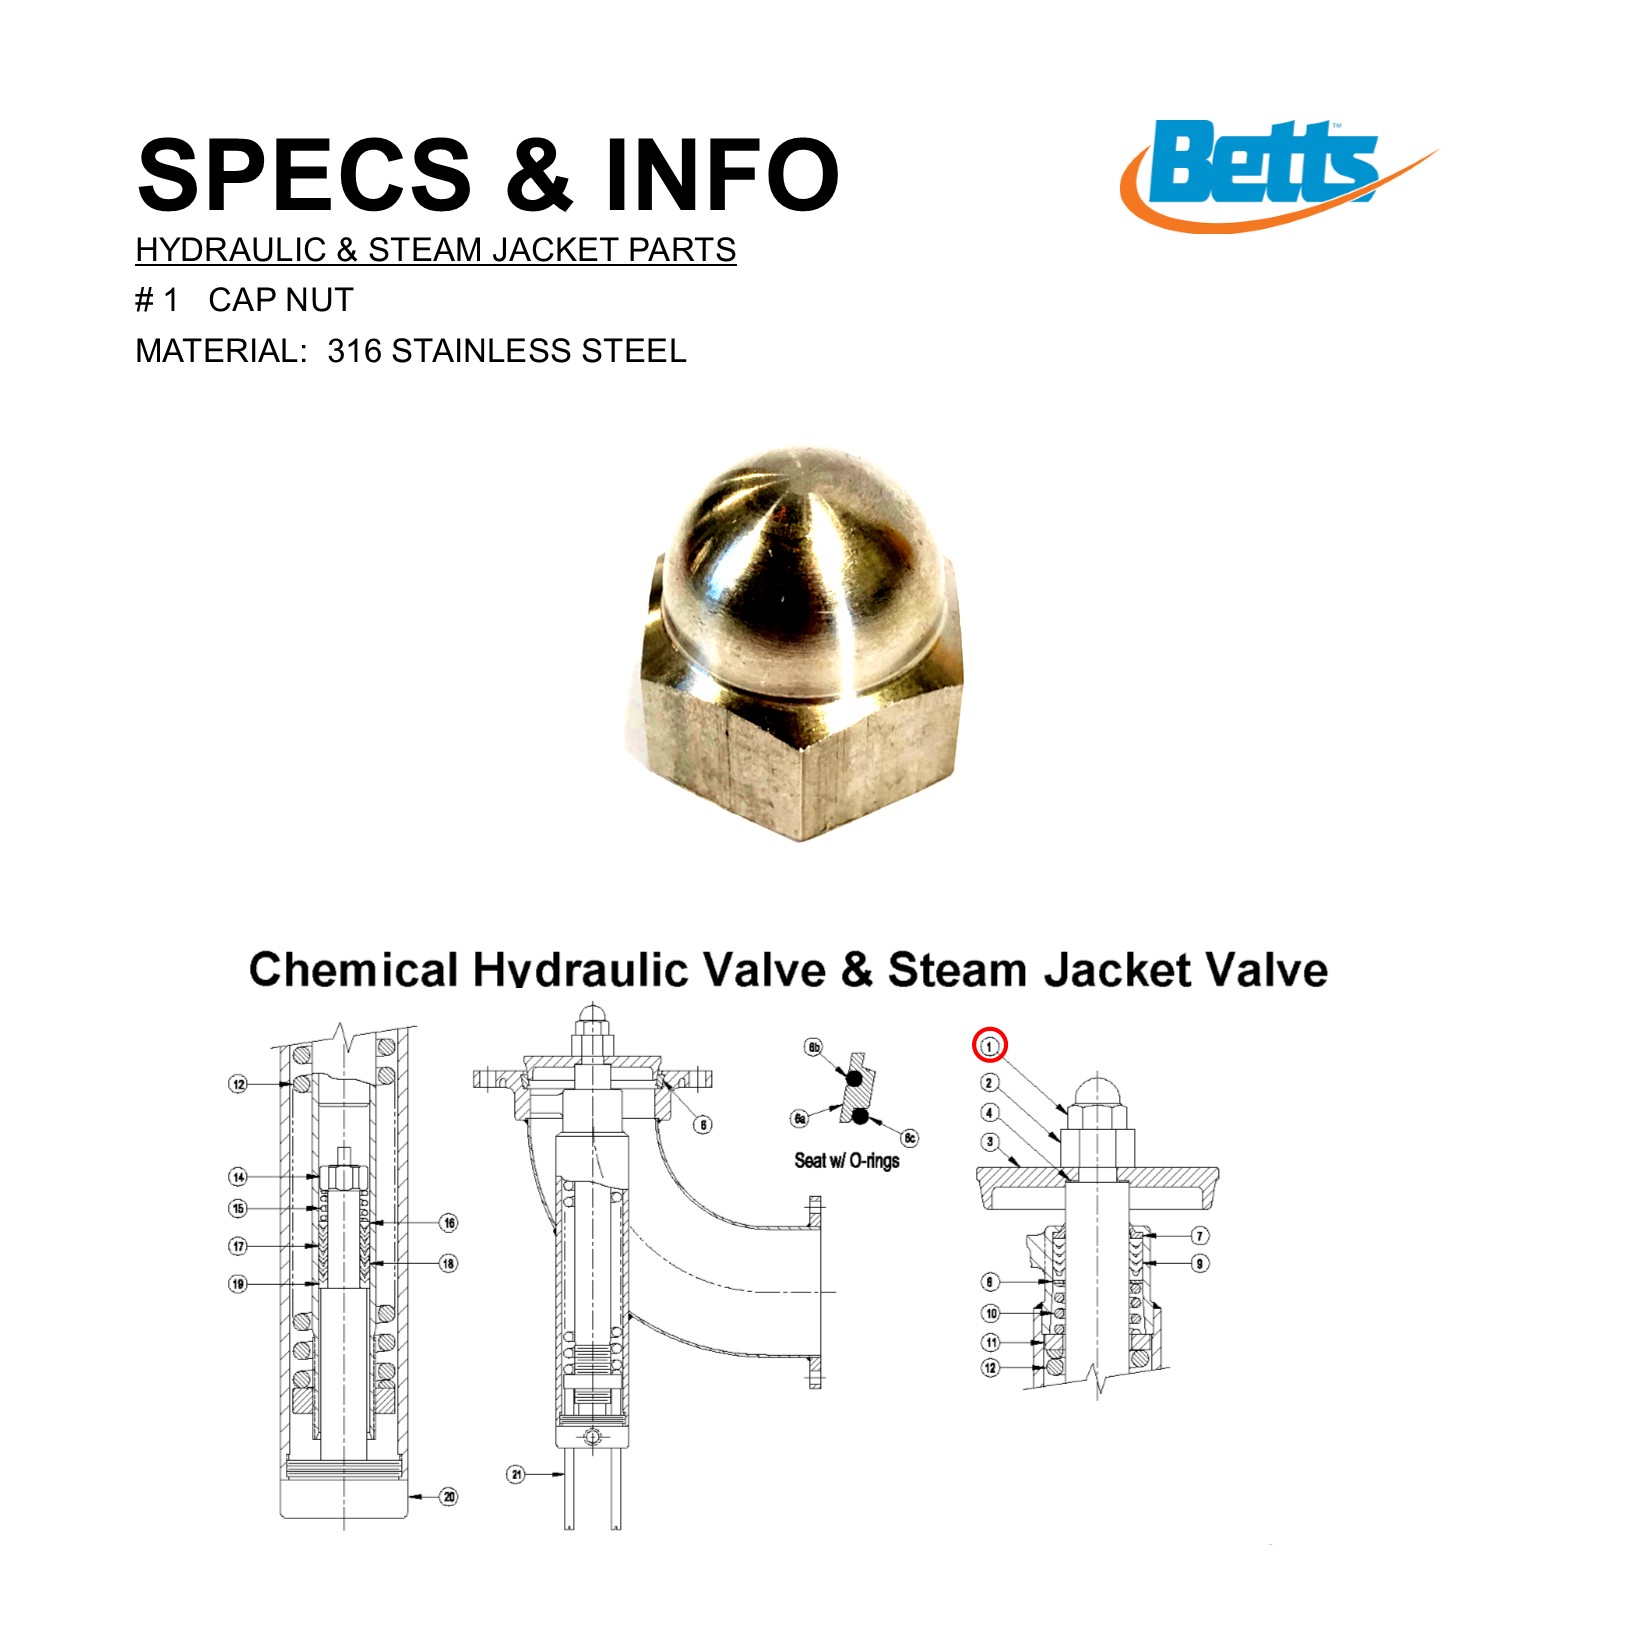 SPECS & INFO
Betts™
HYDRAULIC & STEAM JACKET PARTS
# 1 CAP NUT
MATERIAL: 316 STAINLESS STEEL
Chemical Hydraulic Valve & Steam Jacket Valve
12
14
15
17
19
16
18
20
6
21
6b
6a
6c
Seat w/ O-rings
1
2
4
3
7
9
8
10
11
12